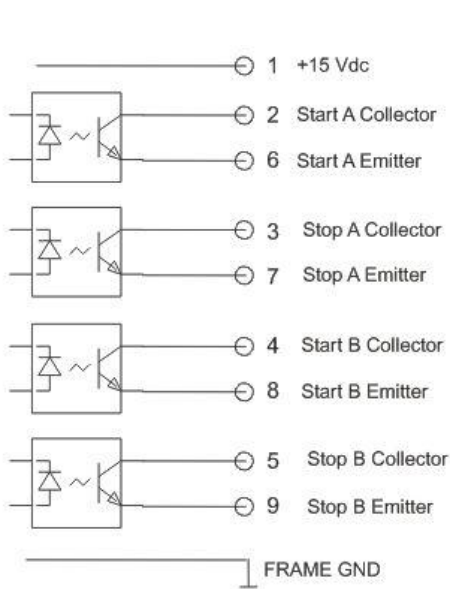 1 +15 Vdc
2 Start A Collector
6 Start A Emitter
3 Stop A Collector
7 Stop A Emitter
4 Start B Collector
8 Start B Emitter
5 Stop B Collector
9 Stop B Emitter
FRAME GND